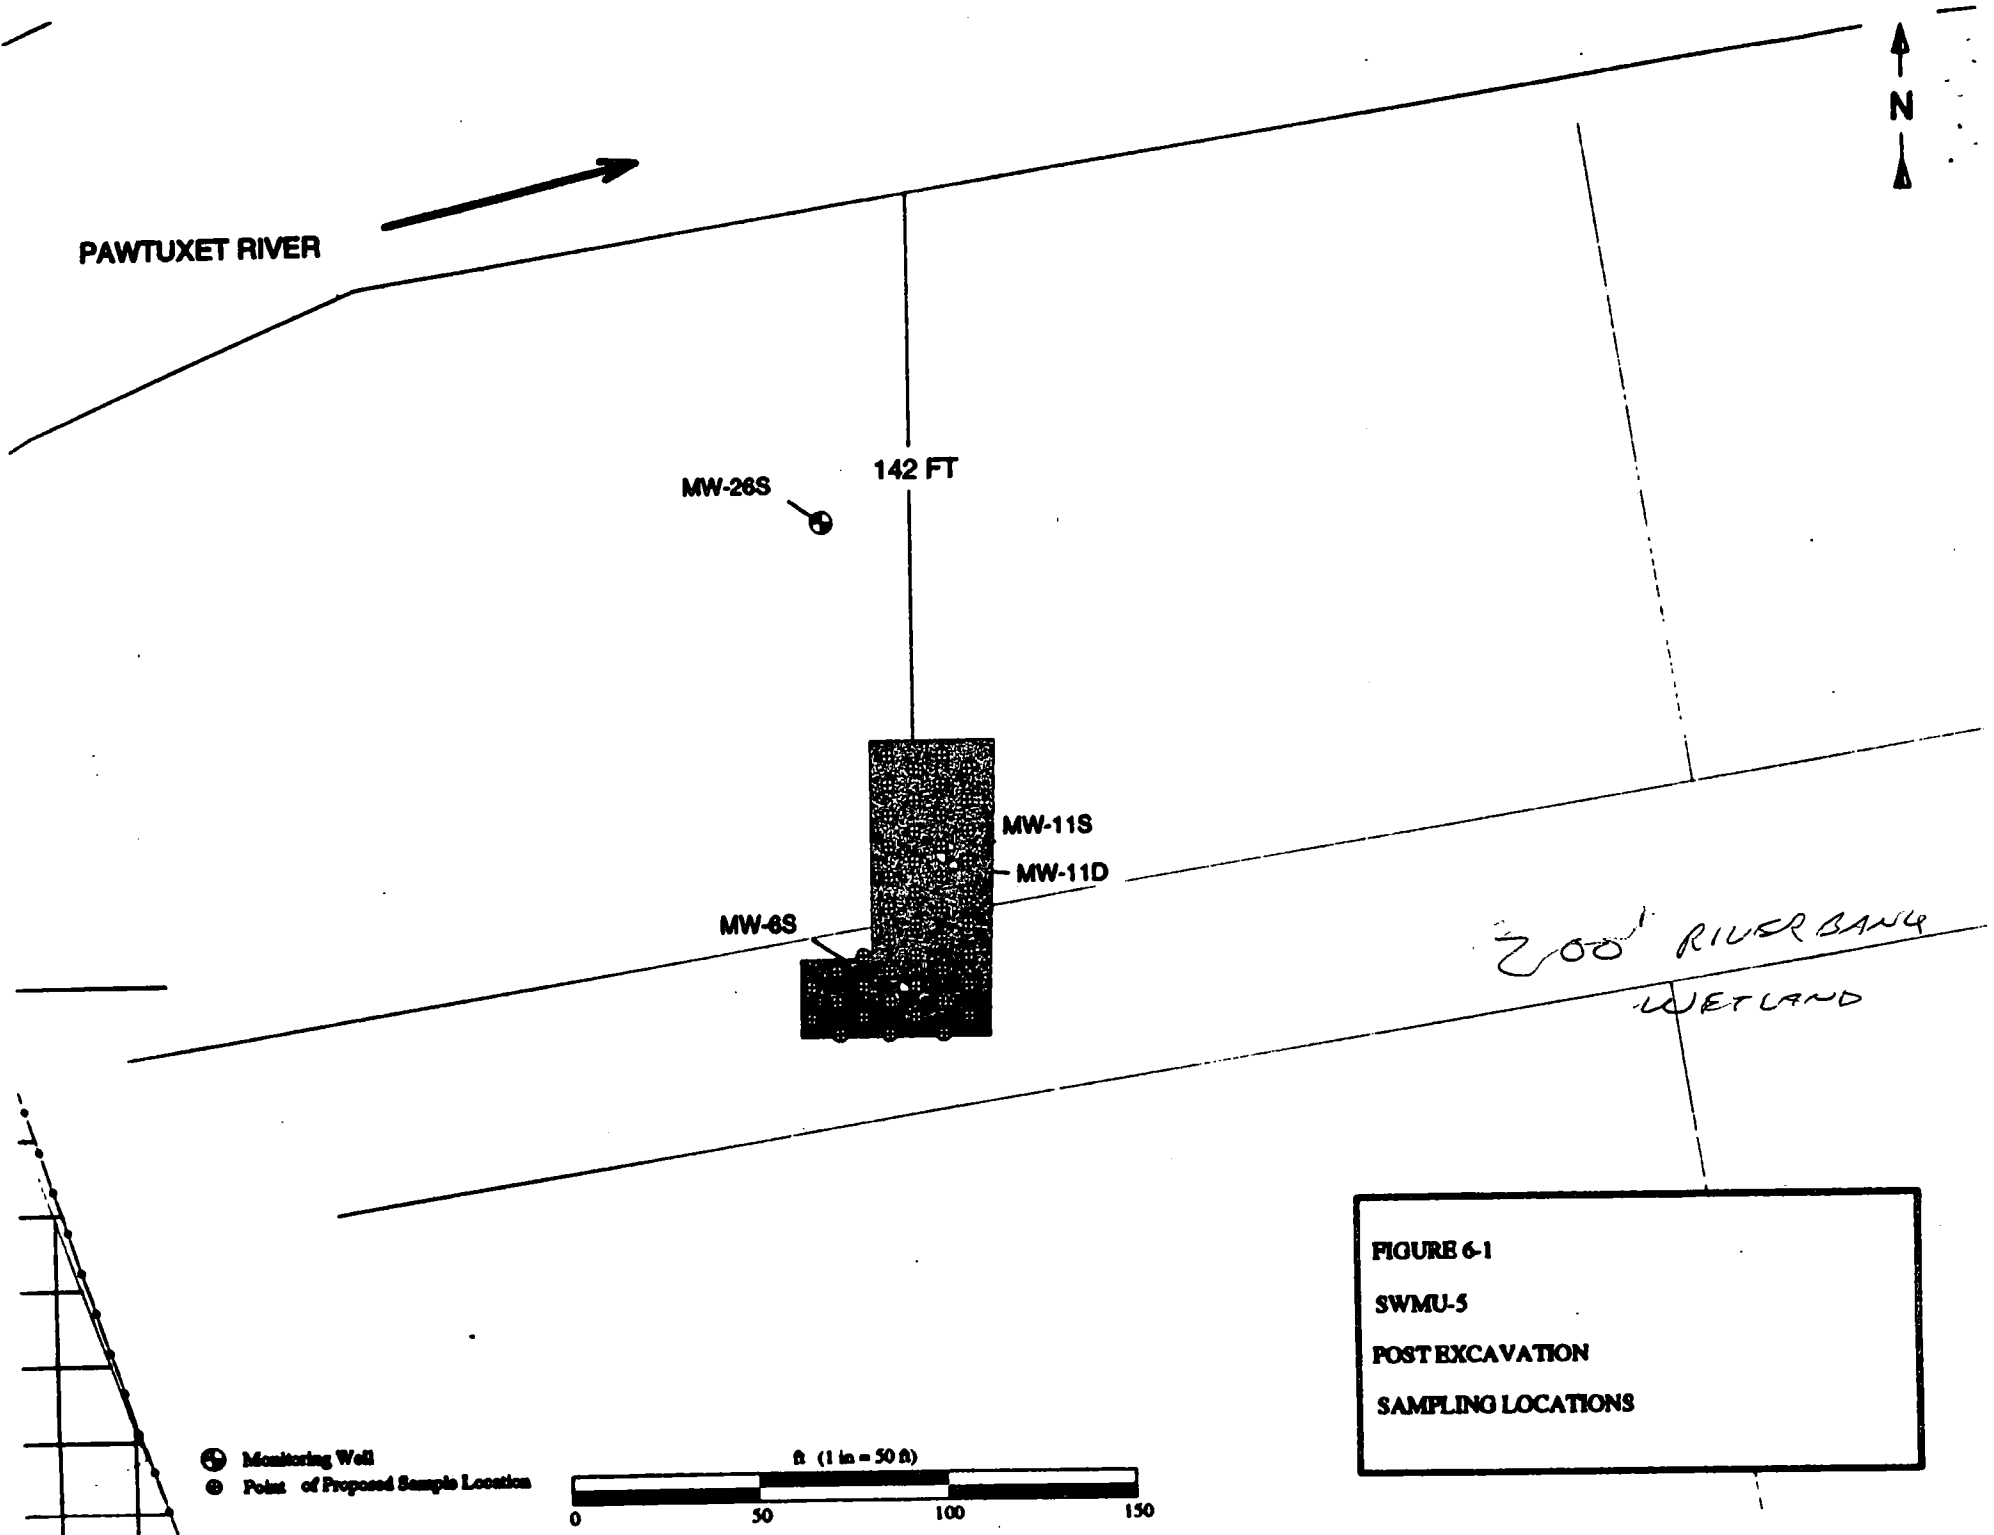 N
PAWTUXET RIVER
142 FT
MW-26S
MW-11S
MW-11D
MW-6S
200' RIVERBANK
WETLAND
FIGURE 6-1
SWMU-5
POST EXCAVATION
SAMPLING LOCATIONS
Monitoring Well
Point of Proposed Sample Location
ft (1 in = 50 ft)
0 50 100 150